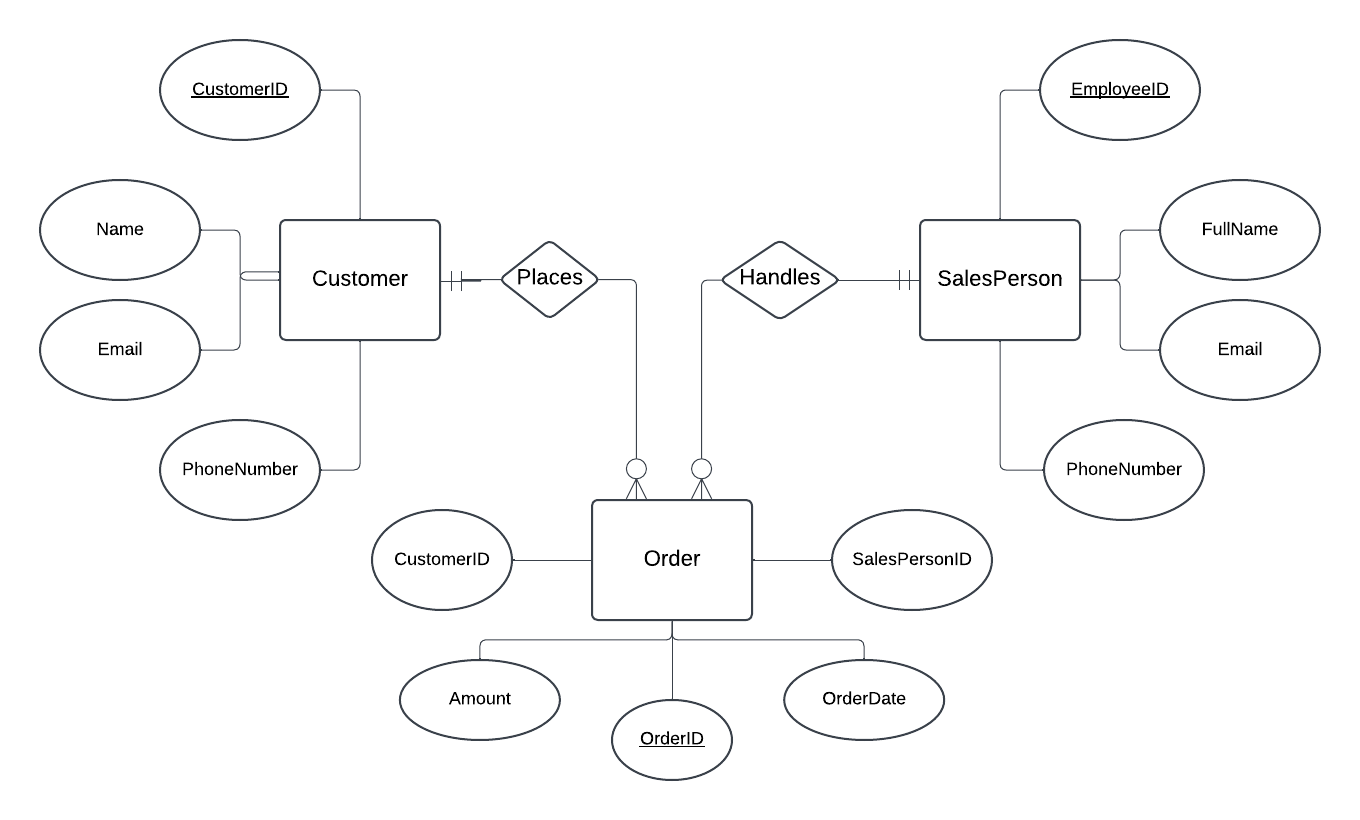 CustomerID
EmployeeID
Name
FullName
Customer
Places
Handles
SalesPerson
Email
Email
PhoneNumber
PhoneNumber
CustomerID
Order
SalesPersonID
Amount
OrderID
OrderDate